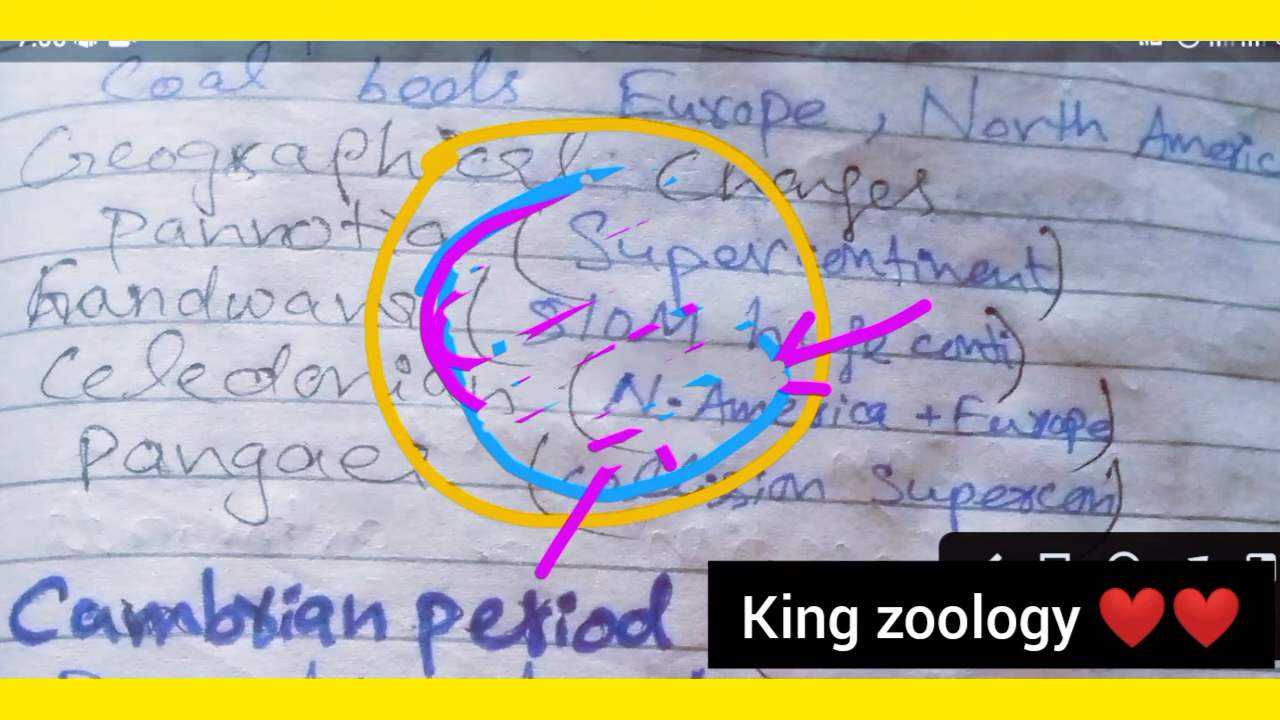 Coal beds Europe, North Americ
Geographical Changes
Pannotia (Supercontinent)
Gandwana (510M huge conti)
Celedonian (N. America + Europe)
Pangaea (Collision Supercon)
Cambrian period
King zoology ❤️❤️